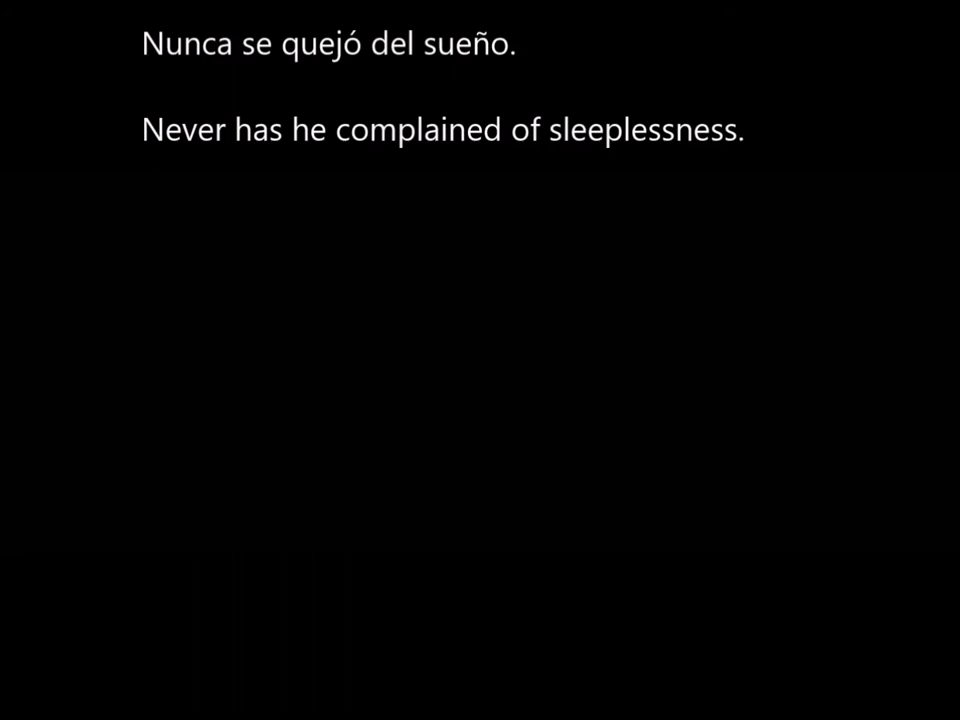 Nunca se quejó del sueño.
Never has he complained of sleeplessness.